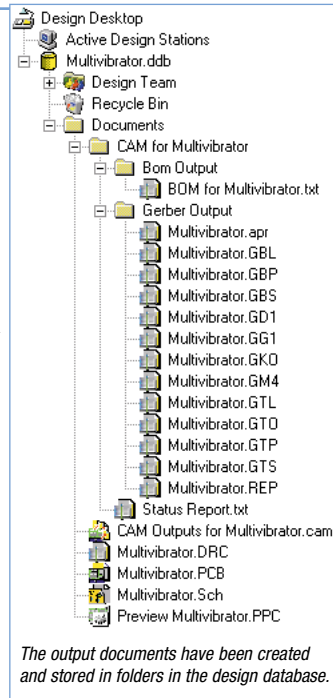 Design Desktop
Active Design Stations
Multivibrator.ddb
Design Team
Recycle Bin
Documents
CAM for Multivibrator
Bom Output
BOM for Multivibrator.txt
Gerber Output
Multivibrator.apr
Multivibrator.GBL
Multivibrator.GBP
Multivibrator.GBS
Multivibrator.GD1
Multivibrator.GG1
Multivibrator.GKO
Multivibrator.GM4
Multivibrator.GTL
Multivibrator.GTO
Multivibrator.GTP
Multivibrator.GTS
Multivibrator.REP
Status Report.txt
CAM Outputs for Multivibrator.cam
Multivibrator.DRC
Multivibrator.PCB
Multivibrator.Sch
Preview Multivibrator.PPC
The output documents have been created
and stored in folders in the design database.